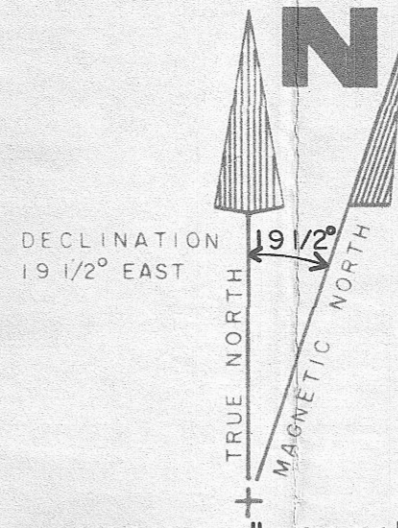 N
DECLINATION
19 1/2° EAST
19 1/2°
TRUE NORTH
MAGNETIC NORTH